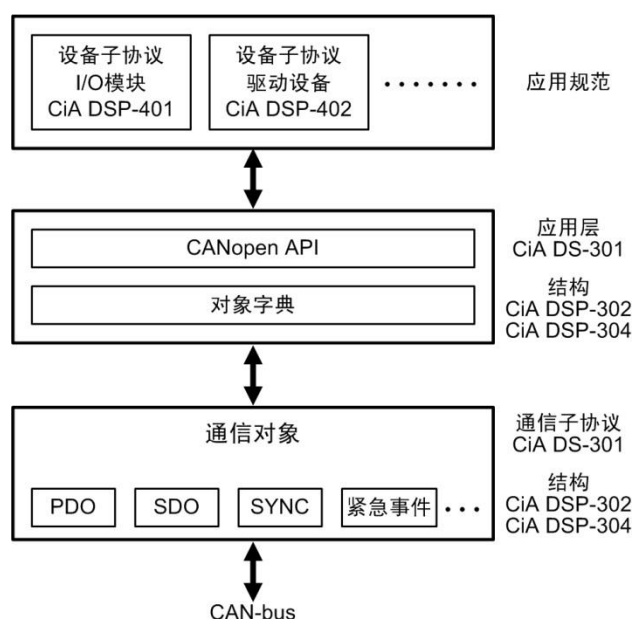 设备子协议
I/O模块
CiA DSP-401
设备子协议
驱动设备
CiA DSP-402
·······
应用规范
CANopen API
对象字典
应用层
CiA DS-301
结构
CiA DSP-302
CiA DSP-304
通信对象
PDO
SDO
SYNC
紧急事件
···
通信子协议
CiA DS-301
结构
CiA DSP-302
CiA DSP-304
CAN-bus